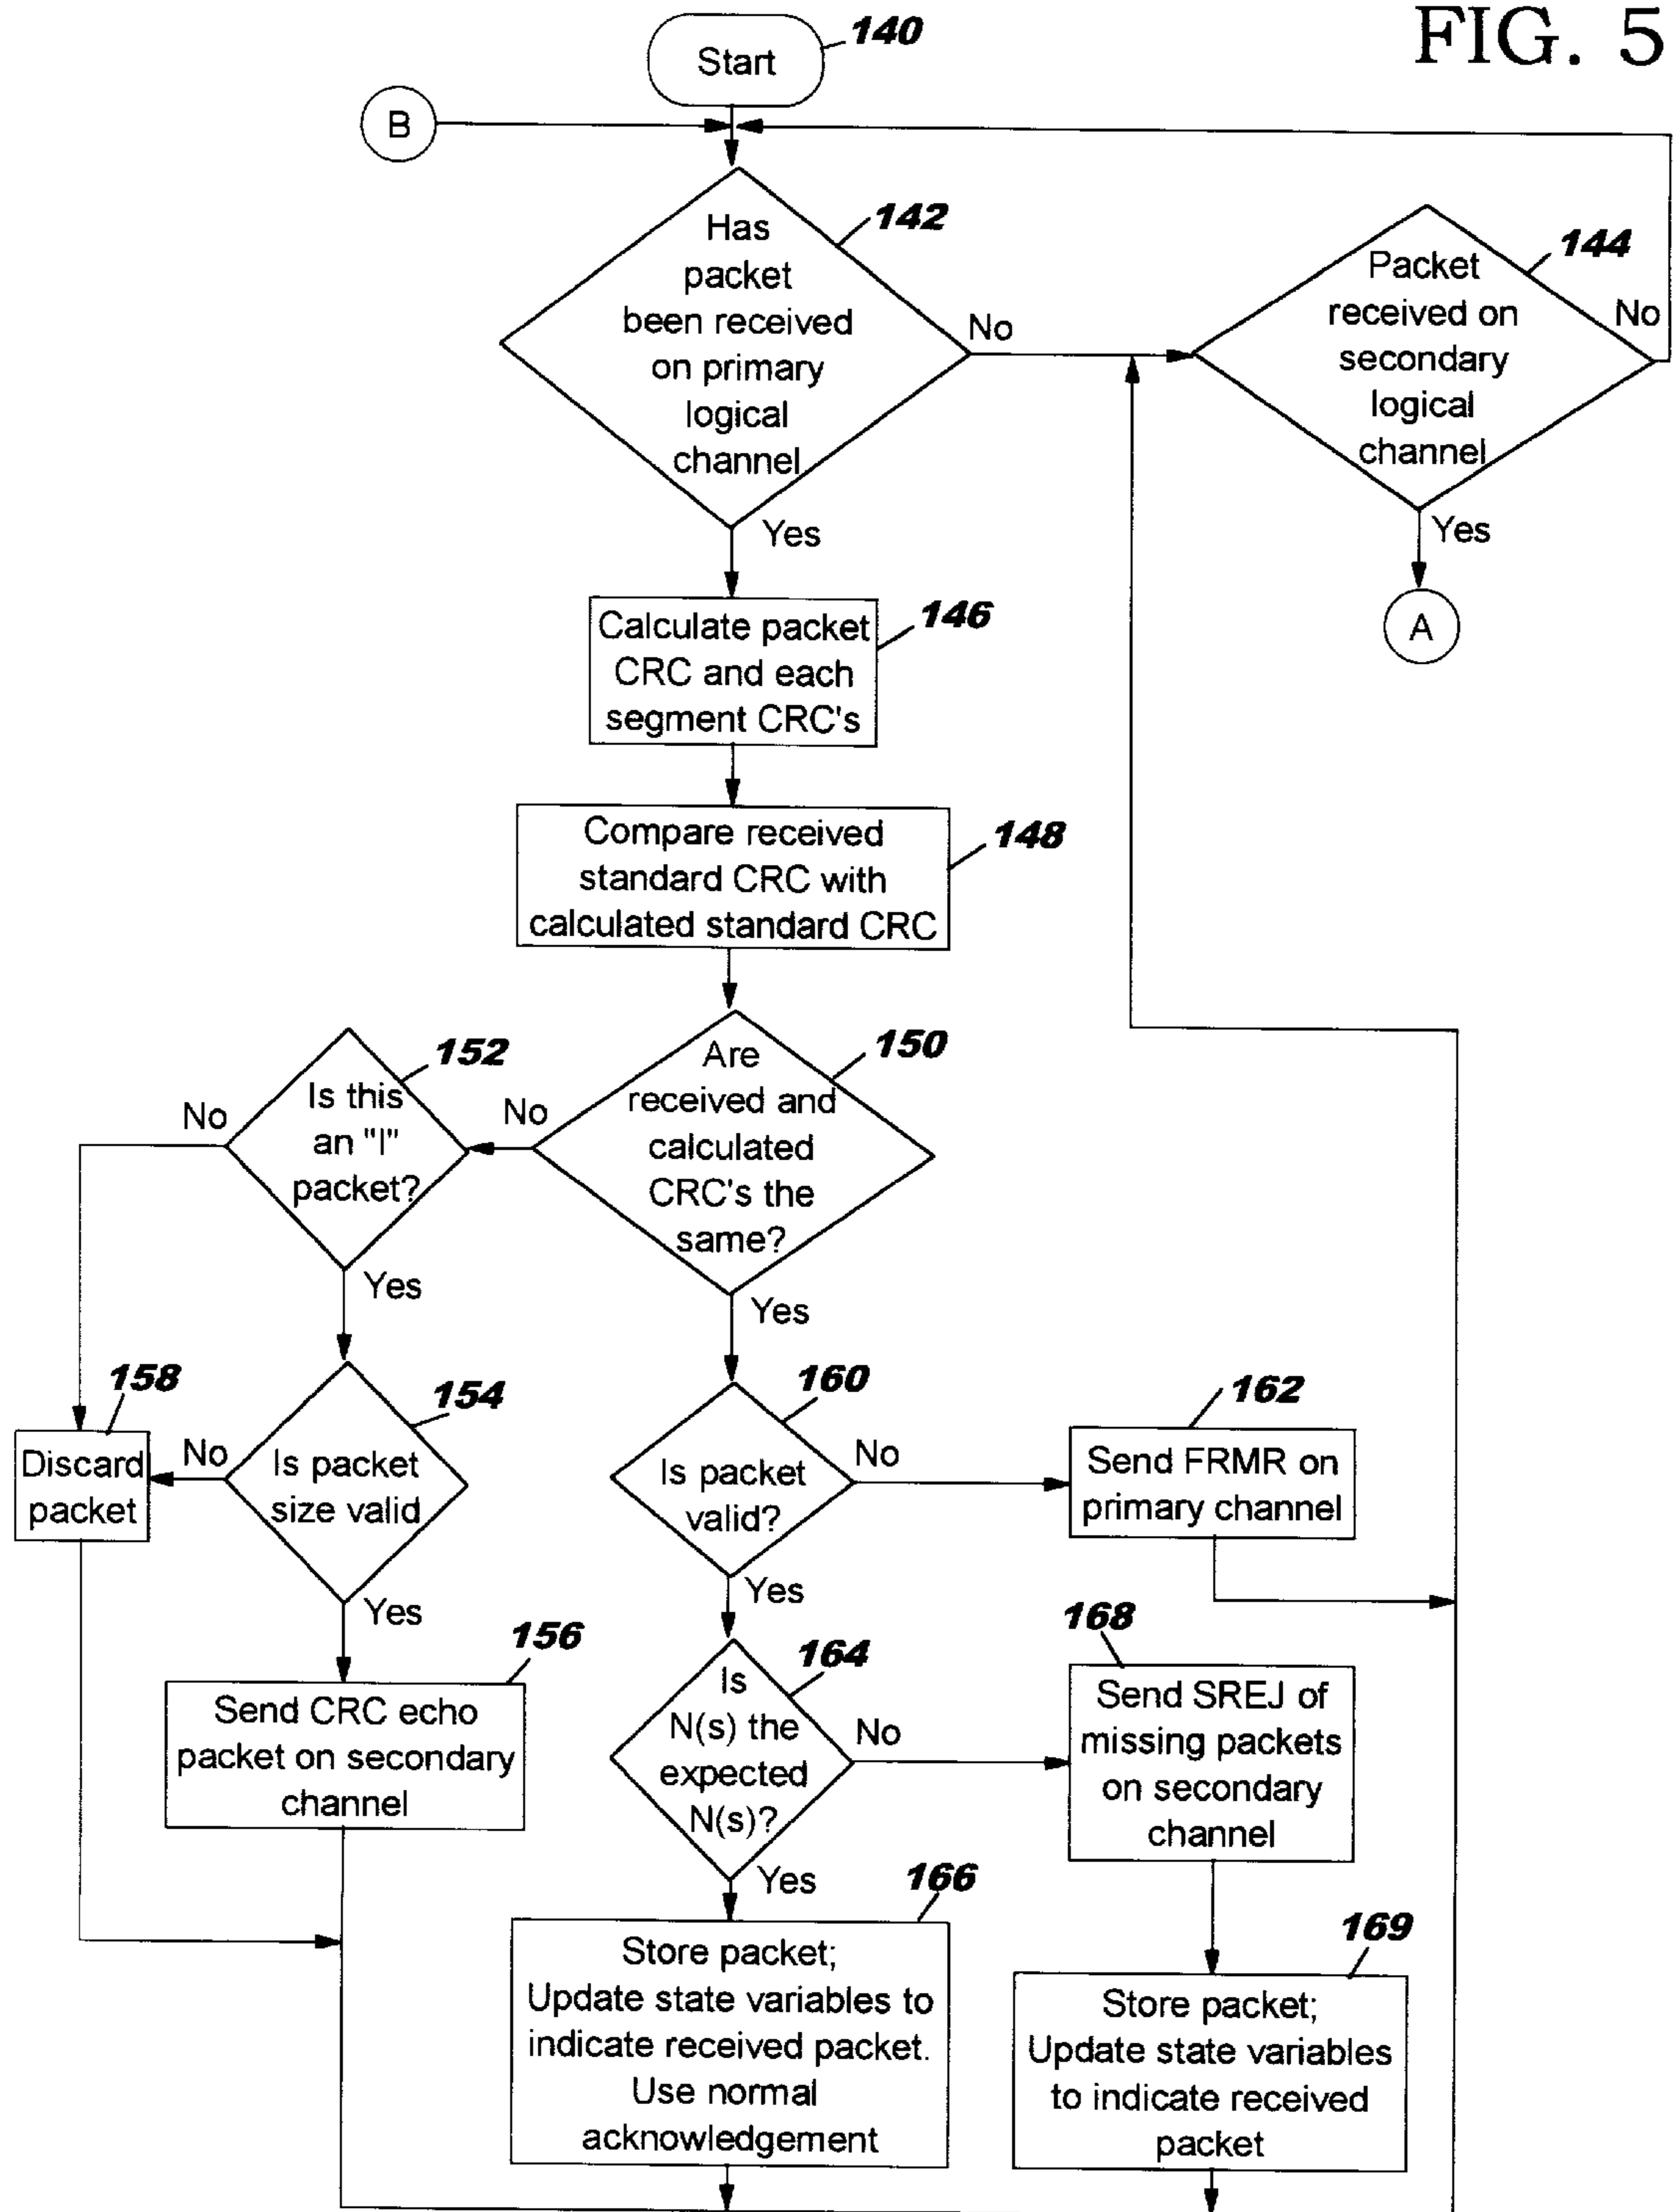 FIG. 5
Start
140
B
Has
packet
been received
on primary
logical
channel
142
No
Yes
Packet
received on
secondary
logical
channel
144
No
Yes
A
Calculate packet
CRC and each
segment CRC's
146
Compare received
standard CRC with
calculated standard CRC
148
Are
received and
calculated
CRC's the
same?
150
No
Yes
Is this
an "I"
packet?
152
No
Yes
Discard
packet
158
Is packet
size valid
154
No
Yes
Send CRC echo
packet on secondary
channel
156
Is packet
valid?
160
No
Yes
Send FRMR on
primary channel
162
Is
N(s) the
expected
N(s)?
164
No
Yes
Send SREJ of
missing packets
on secondary
channel
168
Store packet;
Update state variables to
indicate received packet.
Use normal
acknowledgement
166
Store packet;
Update state variables
to indicate received
packet
169